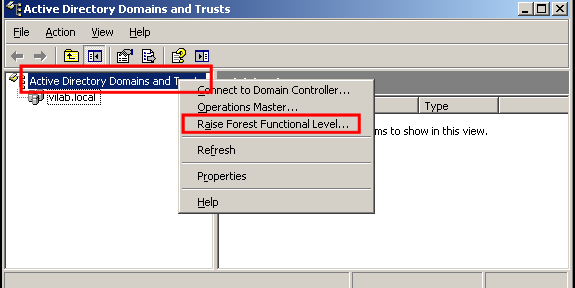 Active Directory Domains and Trusts
File Action View Help
Active Directory Domains and Trusts
vilab.local
Connect to Domain Controller...
Operations Master...
Raise Forest Functional Level...
Refresh
Properties
Help
Type
ms to show in this view.